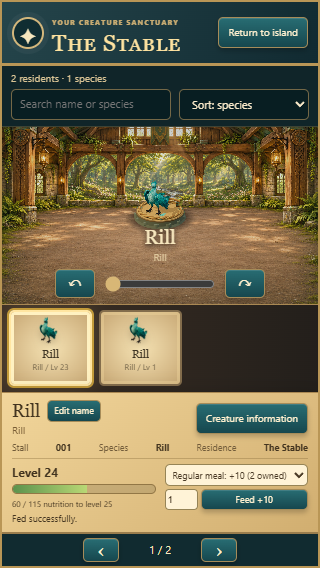 YOUR CREATURE SANCTUARY
THE STABLE
Return to island
2 residents · 1 species
Search name or species
Sort: species
Rill
Rill
Rill
Rill / Lv 23
Rill
Rill / Lv 1
Rill
Edit name
Creature information
Rill
Stall 001 Species Rill Residence The Stable
Level 24
Regular meal: +10 (2 owned)
60 / 115 nutrition to level 25
1
Feed +10
Fed successfully.
‹ 1 / 2 ›